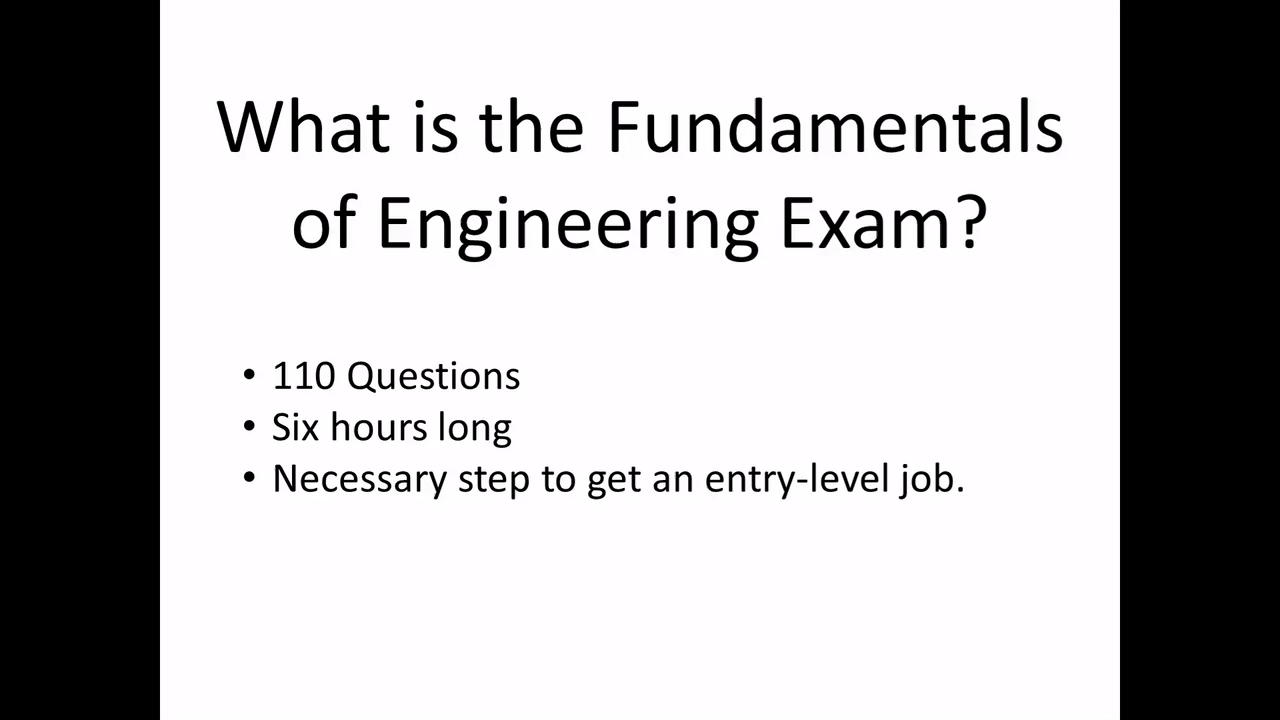 What is the Fundamentals
of Engineering Exam?
• 110 Questions
• Six hours long
• Necessary step to get an entry-level job.